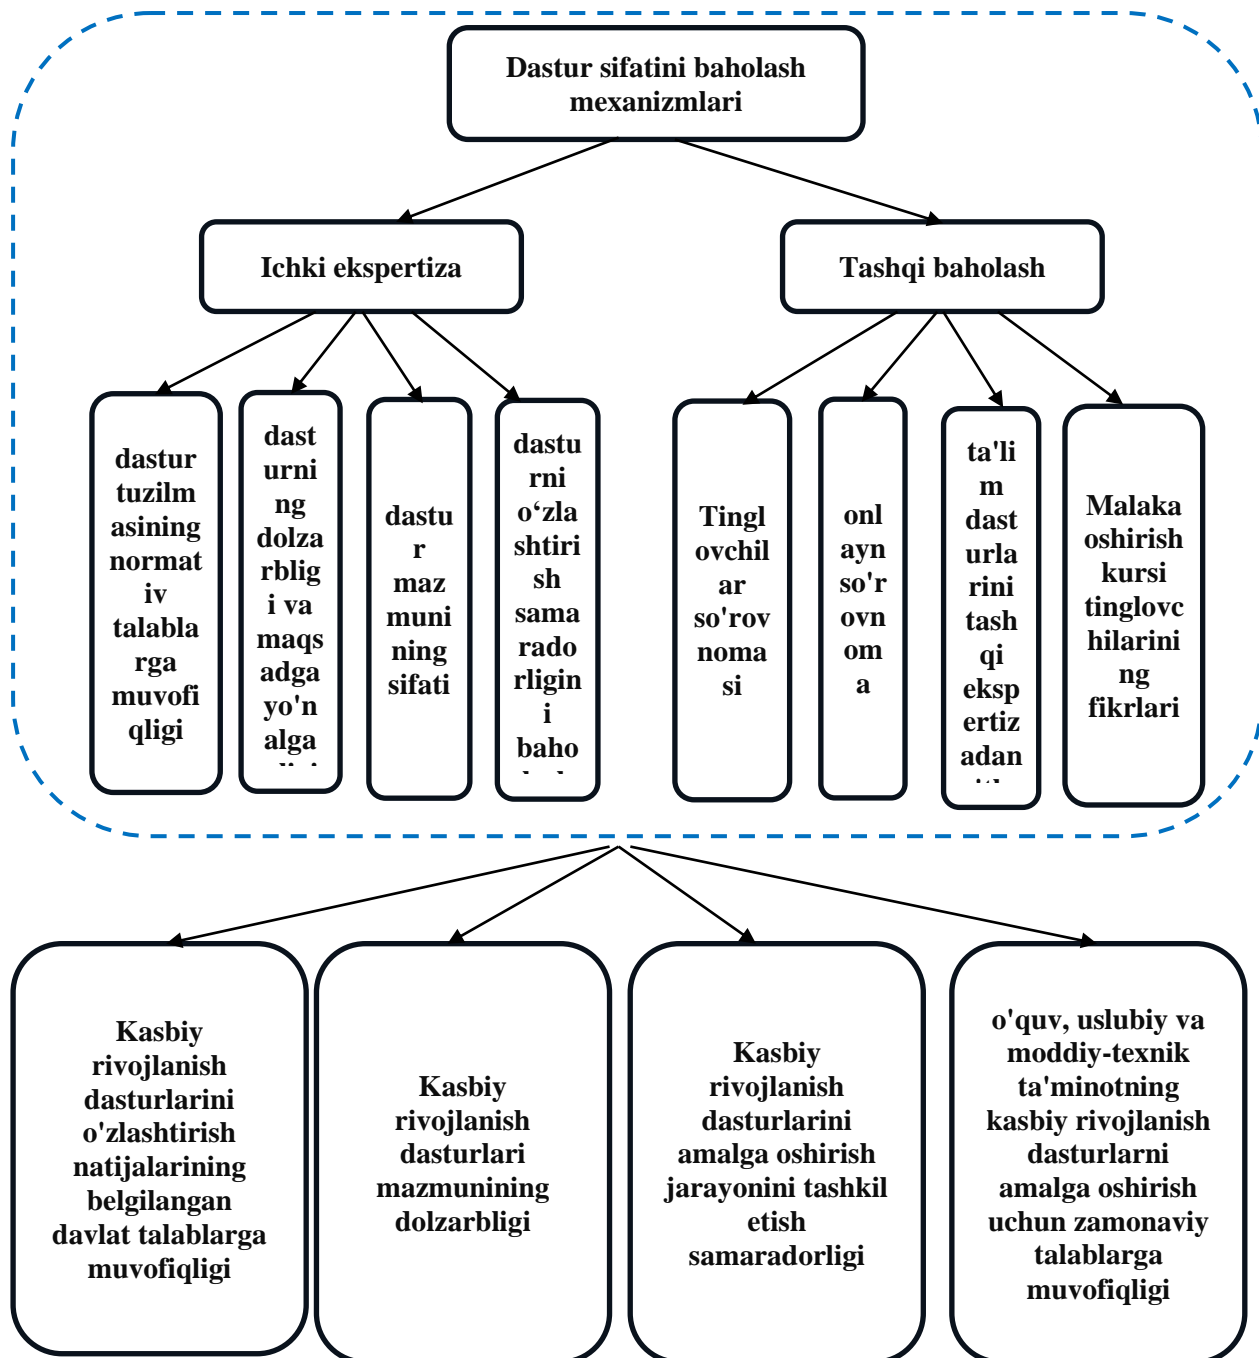 Dastur sifatini baholash
mexanizmlari
Ichki ekspertiza
Tashqi baholash
dastur
tuzilm
asining
normat
iv
talabla
rga
muvofi
qligi
dast
urni
ng
dolza
rblig
i va
maqs
adga
yo'n
alga
dastu
r
maz
muni
ning
sifati
dastu
rni
o‘zla
shtiri
sh
sama
rado
rligin
i
baho
Tingl
ovchil
ar
so'rov
noma
si
onl
ayn
so'r
ovn
om
a
ta'li
m
dast
urla
rini
tash
qi
eksp
ertiz
adan
Malaka
oshirish
kursi
tinglovc
hilarini
ng
fikrlari
Kasbiy
rivojlanish
dasturlarini
o'zlashtirish
natijalarining
belgilangan
davlat talablarga
muvofiqligi
Kasbiy
rivojlanish
dasturlari
mazmunining
dolzarbligi
Kasbiy
rivojlanish
dasturlarini
amalga oshirish
jarayonini tashkil
etish
samaradorligi
o'quv, uslubiy va
moddiy-texnik
ta'minotning
kasbiy rivojlanish
dasturlarni
amalga oshirish
uchun zamonaviy
talablarga
muvofiqligi